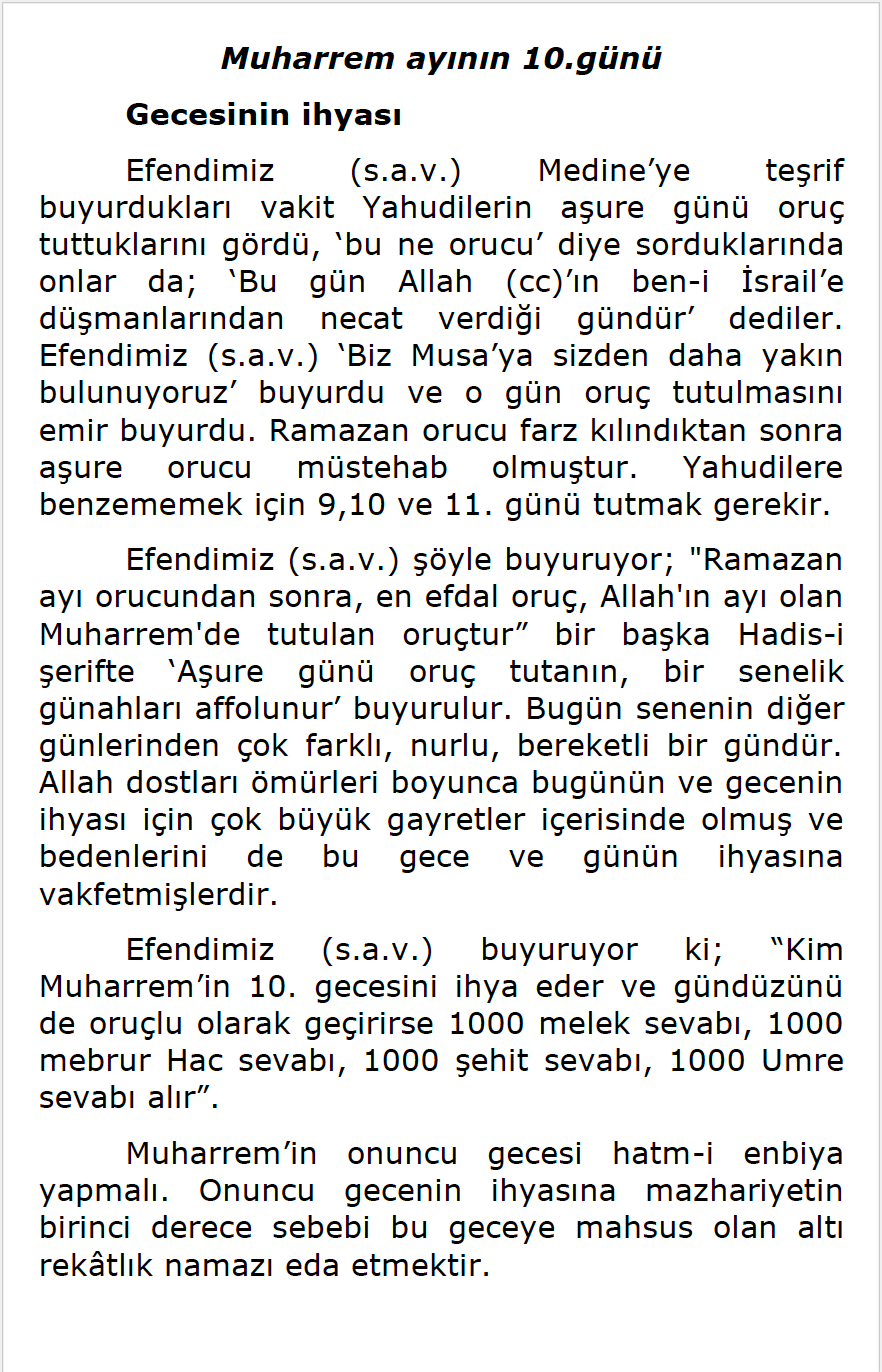 Muharrem ayının 10.günü
Gecesinin ihyası
Efendimiz (s.a.v.) Medine’ye teşrif
buyurdukları vakit Yahudilerin aşure günü oruç
tuttuklarını gördü, ‘bu ne orucu’ diye sorduklarında
onlar da; ‘Bu gün Allah (cc)’ın ben-i İsrail’e
düşmanlarından necat verdiği gündür’ dediler.
Efendimiz (s.a.v.) ‘Biz Musa’ya sizden daha yakın
bulunuyoruz’ buyurdu ve o gün oruç tutulmasını
emir buyurdu. Ramazan orucu farz kılındıktan sonra
aşure orucu müstehab olmuştur. Yahudilere
benzememek için 9,10 ve 11. günü tutmak gerekir.
Efendimiz (s.a.v.) şöyle buyuruyor; "Ramazan
ayı orucundan sonra, en efdal oruç, Allah'ın ayı olan
Muharrem'de tutulan oruçtur” bir başka Hadis-i
şerifte ‘Aşure günü oruç tutanın, bir senelik
günahları affolunur’ buyurulur. Bugün senenin diğer
günlerinden çok farklı, nurlu, bereketli bir gündür.
Allah dostları ömürleri boyunca bugünün ve gecenin
ihyası için çok büyük gayretler içerisinde olmuş ve
bedenlerini de bu gece ve günün ihyasına
vakfetmişlerdir.
Efendimiz (s.a.v.) buyuruyor ki; “Kim
Muharrem’in 10. gecesini ihya eder ve gündüzünü
de oruçlu olarak geçirirse 1000 melek sevabı, 1000
mebrur Hac sevabı, 1000 şehit sevabı, 1000 Umre
sevabı alır”.
Muharrem’in onuncu gecesi hatm-i enbiya
yapmalı. Onuncu gecenin ihyasına mazhariyetin
birinci derece sebebi bu geceye mahsus olan altı
rekâtlık namazı eda etmektir.